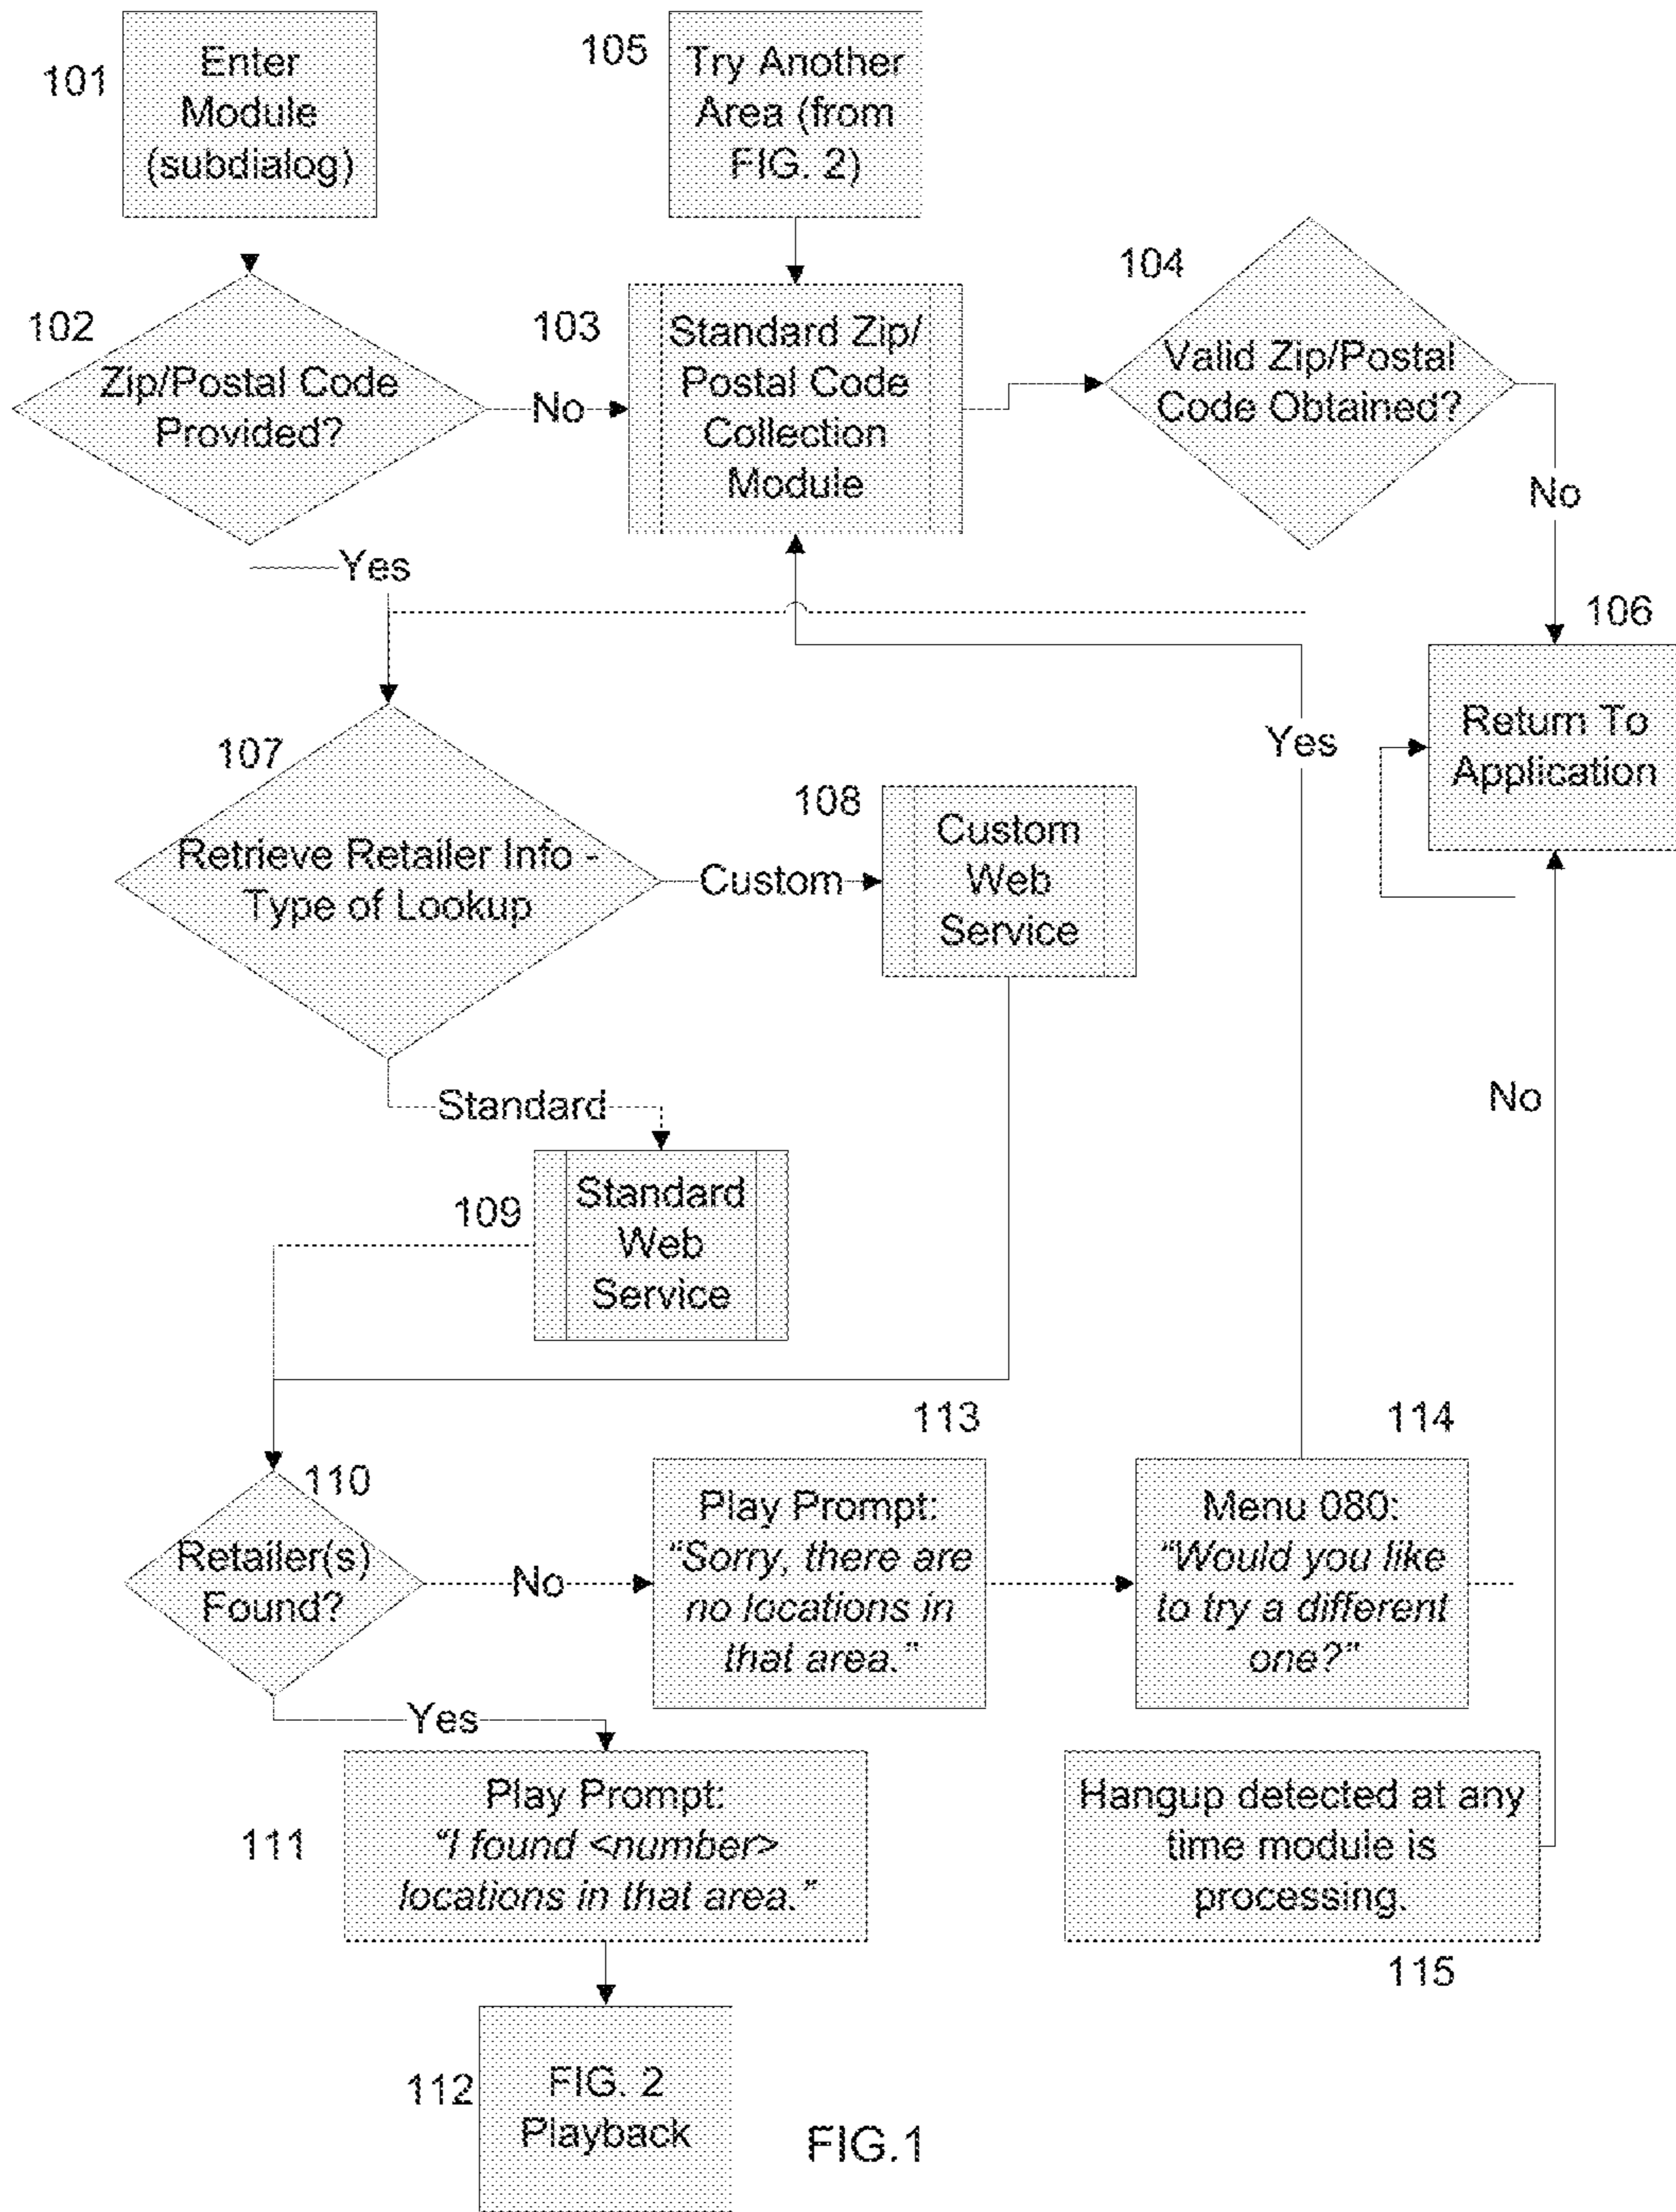 101
Enter
Module
(subdialog)
105
Try Another
Area (from
FIG. 2)
102
Zip/Postal Code
Provided?
No
103
Standard Zip/
Postal Code
Collection
Module
104
Valid Zip/Postal
Code Obtained?
No
Yes
106
Return To
Application
107
Retrieve Retailer Info -
Type of Lookup
Custom
108
Custom
Web
Service
Yes
Standard
109
Standard
Web
Service
No
110
Retailer(s)
Found?
No
113
Play Prompt:
“Sorry, there are
no locations in
that area.”
114
Menu 080:
“Would you like
to try a different
one?”
Yes
111
Play Prompt:
“I found <number>
locations in that area.”
Hangup detected at any
time module is
processing.
115
112
FIG. 2
Playback
FIG.1